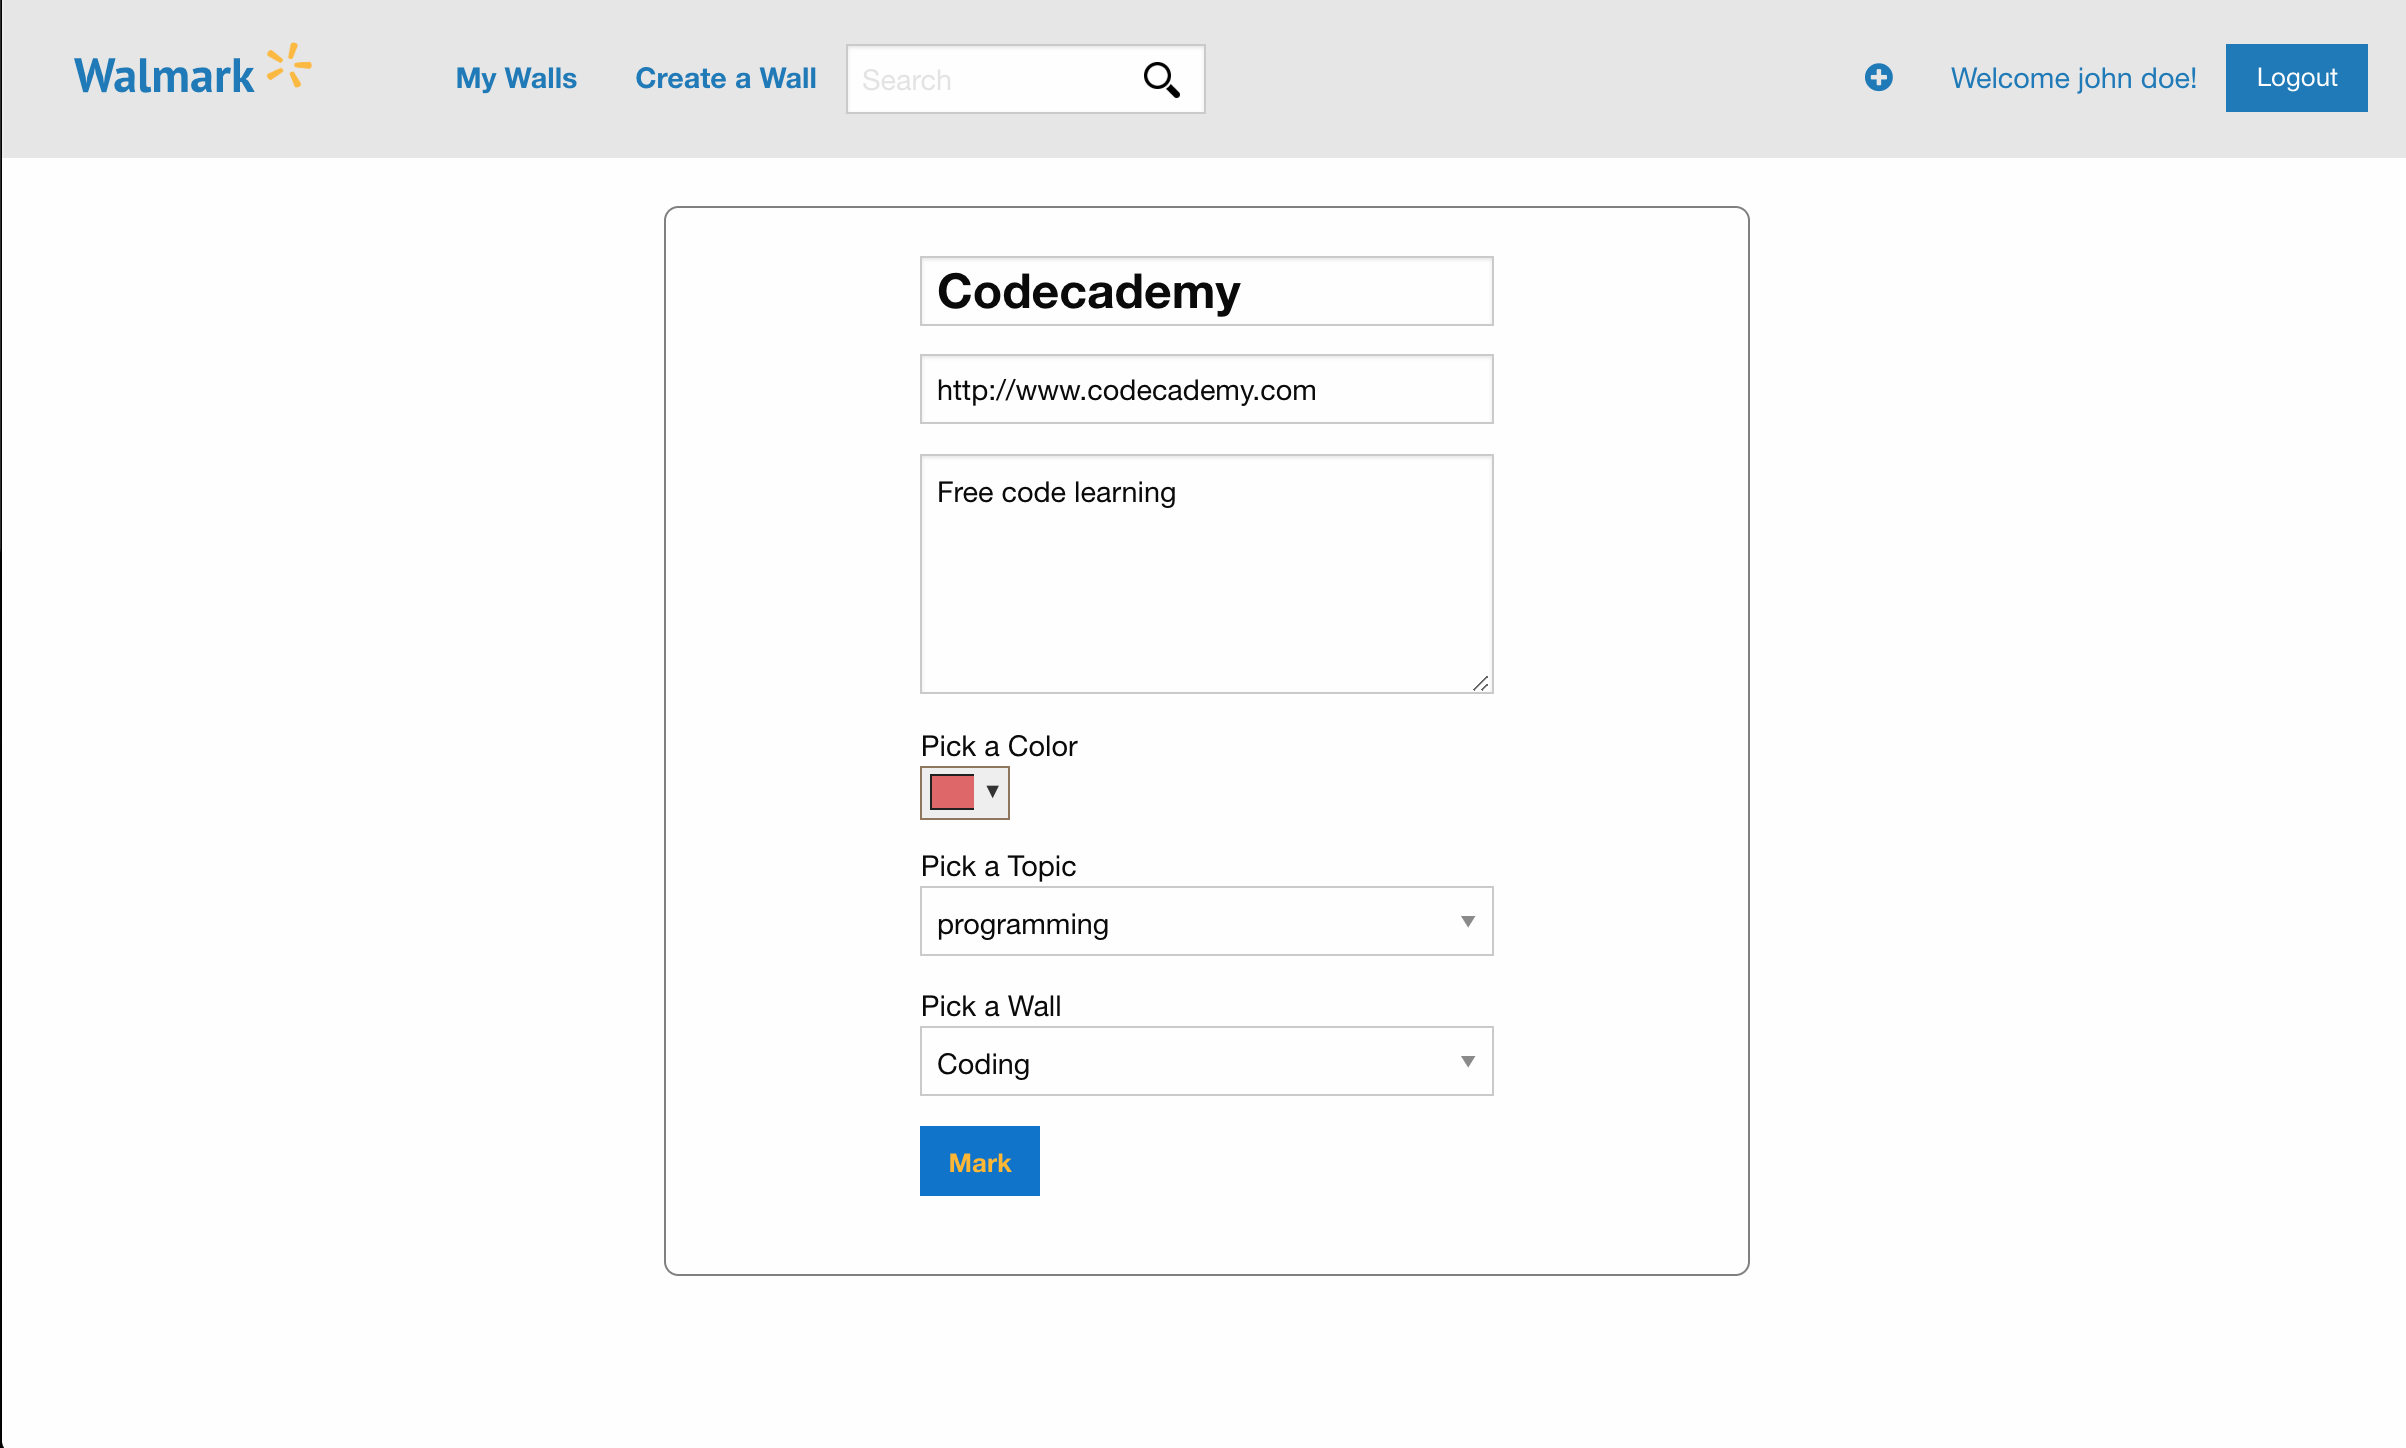 Walmark
My Walls
Create a Wall
Search
Welcome john doe!
Logout
Codecademy
http://www.codecademy.com
Free code learning
Pick a Color
Pick a Topic
programming
Pick a Wall
Coding
Mark